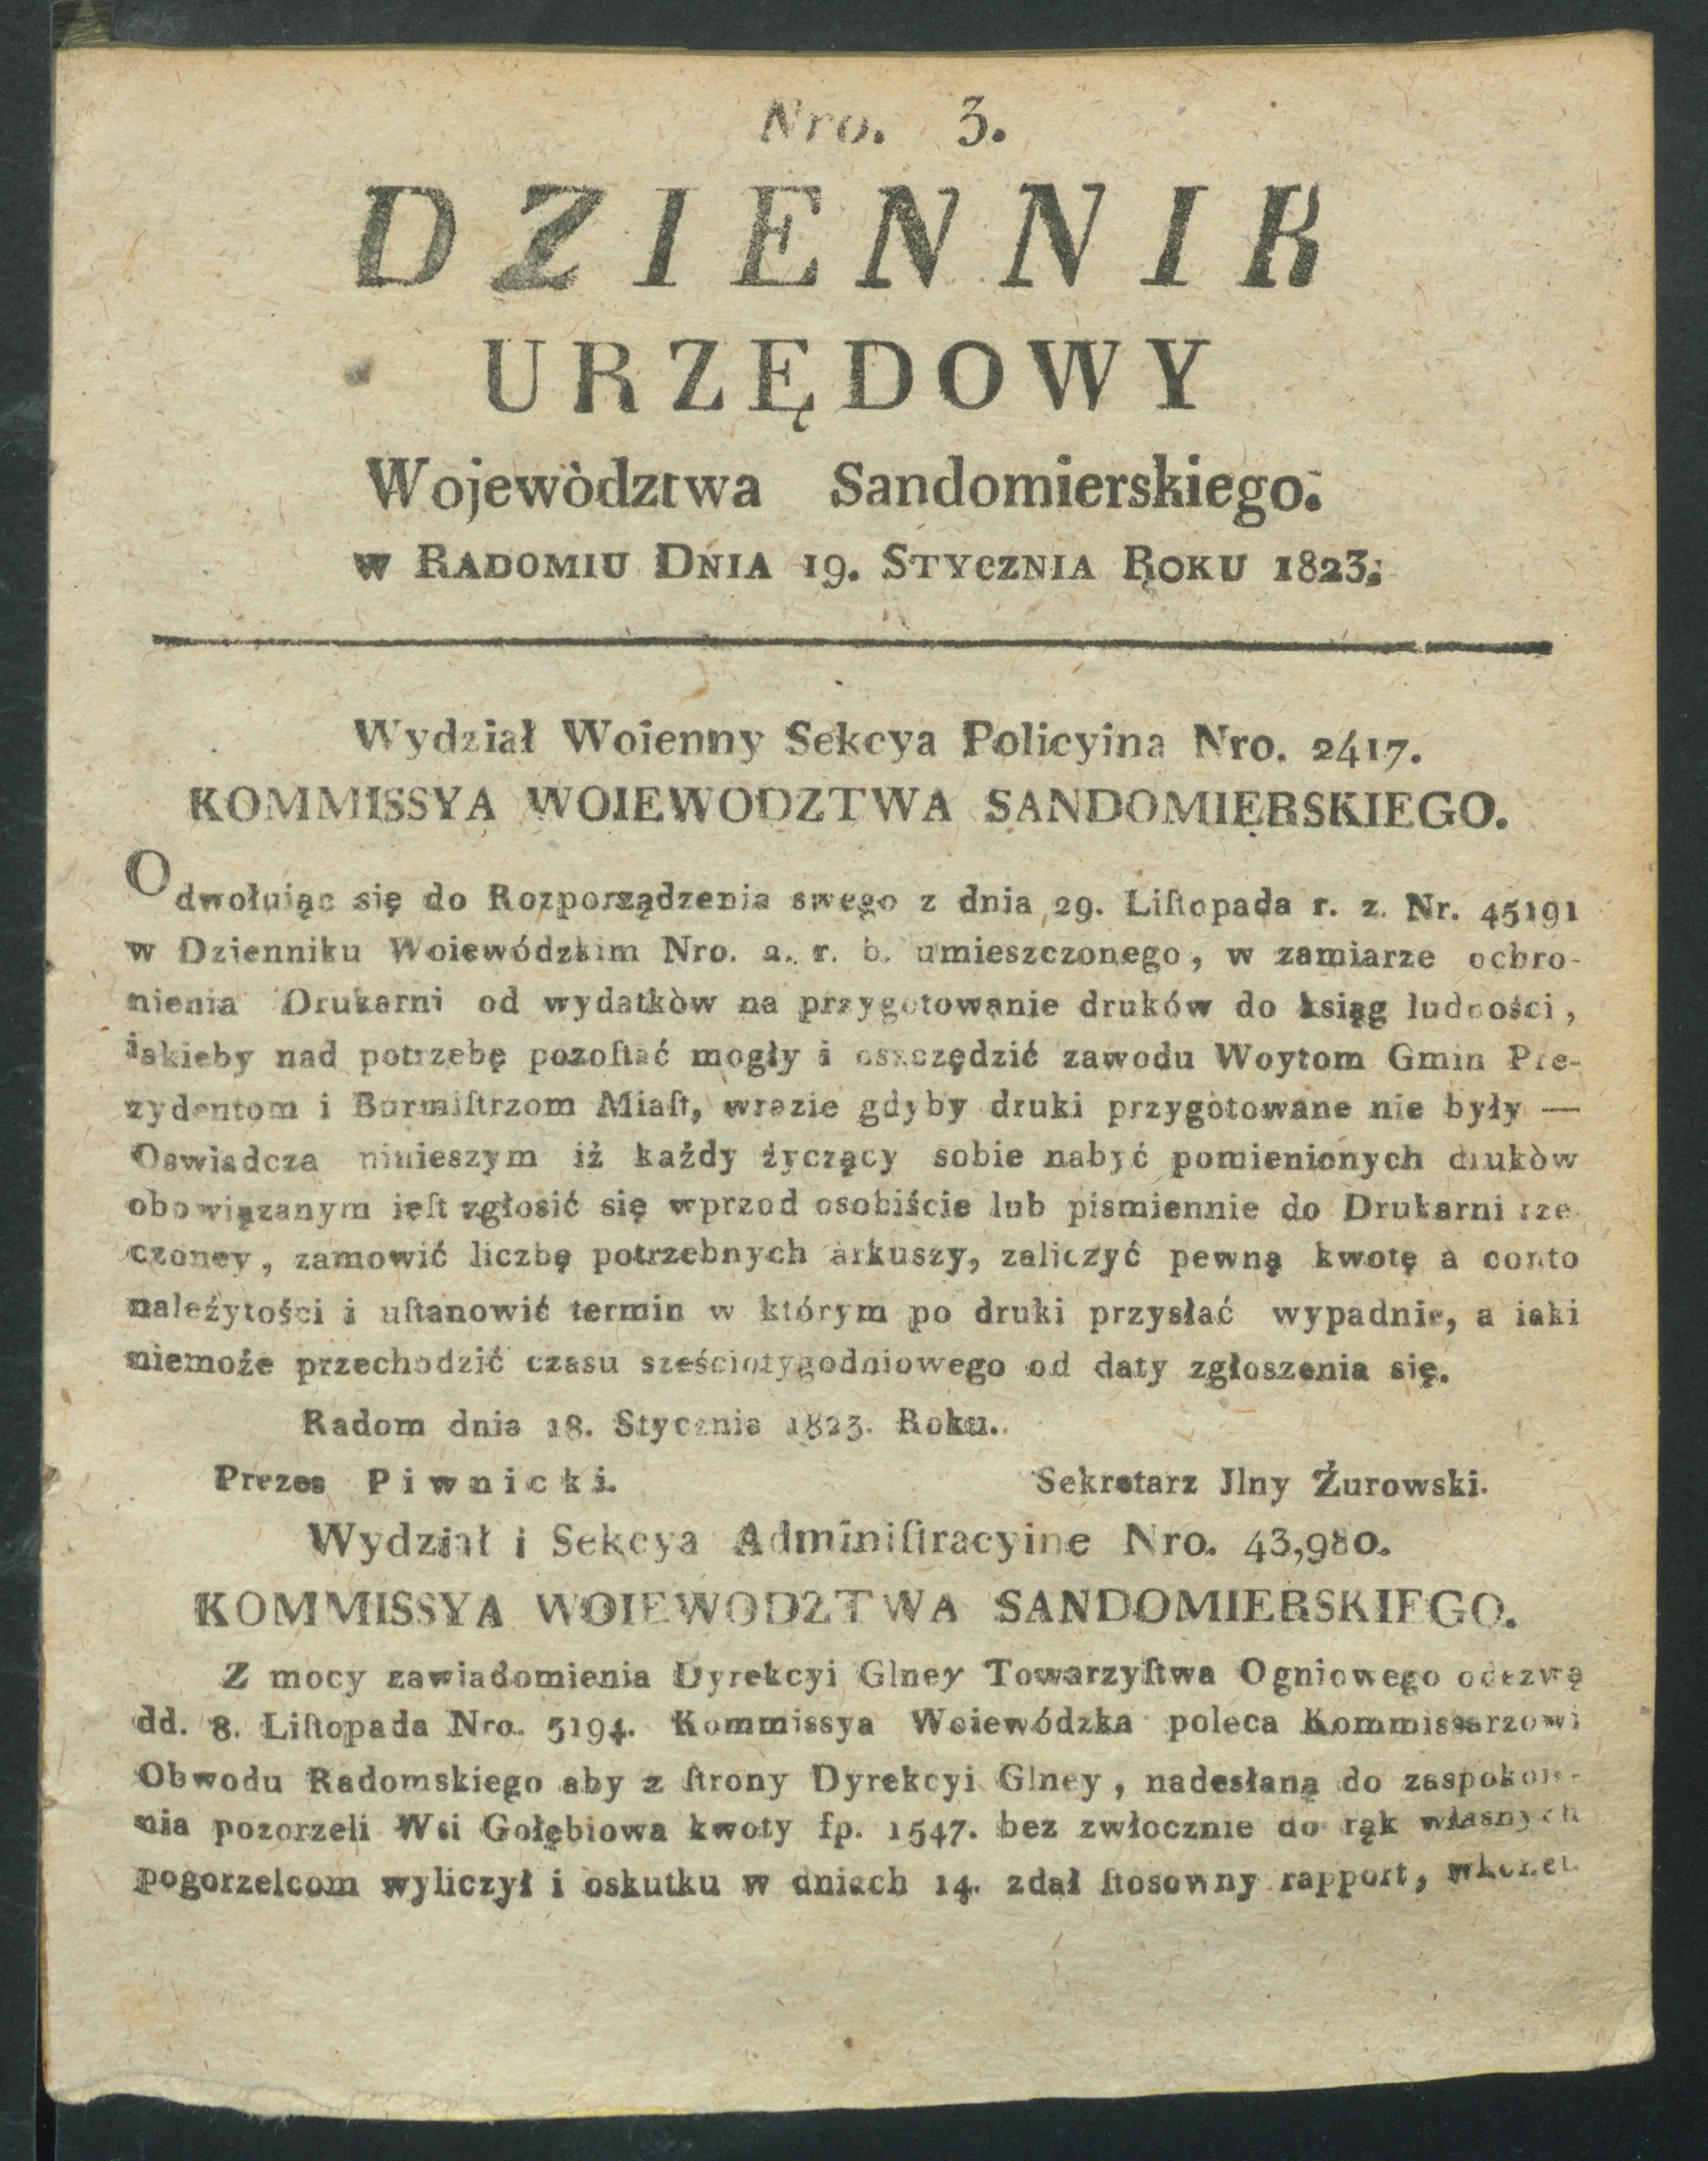 Nro. 3.
DZIENNIK
URZĘDOWY
Wojewòdztwa Sandomierskiego.
w Radomiu Dnia 19. Stycznia Roku 1823.
Wydział Woienny Sekcya Policyina Nro. 2417.
KOMMISSYA WOIEWODZTWA SANDOMIERSKIEGO.
Odwołuiąc się do Rozporządzenia swego z dnia 29. Liſtopada r. z. Nr. 45191
w Dzienniku Woiewódzkim Nro. 2. r. b. umieszczonego, w zamiarze ochro-
nienia Drukarni od wydatkòw na przygotowanie druków do ksiąg ludności,
iakieby nad potrzebę pozoſtać mogły i oszczędzić zawodu Woytom Gmin Pre-
zydentom i Burmiſtrzom Miaſt, wrazie gdyby druki przygotowane nie były —
Oswiadcza ninieszym iż każdy życzący sobie nabyć pomienionych drukòw
obowiązanym ieſt zgłosić się wprzod osobiście lub pismiennie do Drukarni rze-
czoney, zamowić liczbę potrzebnych arkuszy, zaliczyć pewną kwotę a conto
należytości i uſtanowić termin w którym po druki przysłać wypadnie, a iaki
niemoże przechodzić czasu sześciotygodniowego od daty zgłoszenia się.
Radom dnia 18. Stycznia 1823. Roku.
Prezes Piwnicki. Sekretarz Jlny Żurowski.
Wydział i Sekcya Adminiſtracyine Nro. 43,980.
KOMMISSYA WOIEWODZTWA SANDOMIERSKIEGO.
Z mocy zawiadomienia Dyrekcyi Glney Towarzyſtwa Ogniowego odezwą
dd. 8. Liſtopada Nro. 5194. Kommissya Woiewódzka poleca Kommissarzowi
Obwodu Radomskiego aby z ſtrony Dyrekcyi Glney, nadesłaną do zaspokoie-
nia pozorzeli Wsi Gołębiowa kwoty fp. 1547. bez zwłocznie do rąk własnych
pogorzelcom wyliczył i oskutku w dniach 14. zdał ſtosowny rapport,